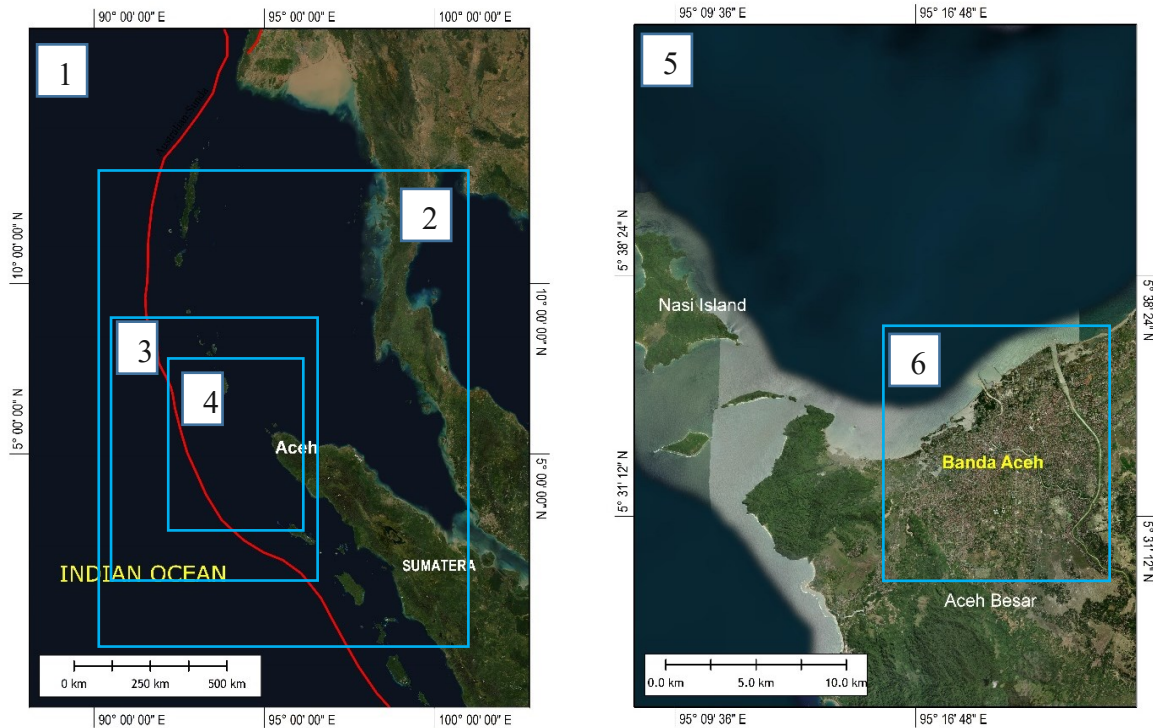 90° 00' 00" E
95° 00' 00" E
100° 00' 00" E
1
2
3
4
10° 00' 00" N
10° 00' 00" N
5° 00' 00" N
5° 00' 00" N
Aceh
SUMATERA
INDIAN OCEAN
0 km
250 km
500 km
90° 00' 00" E
95° 00' 00" E
100° 00' 00" E
95° 09' 36" E
95° 16' 48" E
5
5° 38' 24" N
5° 38' 24" N
Nasi Island
6
Banda Aceh
5° 31' 12" N
5° 31' 12" N
Aceh Besar
0.0 km
5.0 km
10.0 km
95° 09' 36" E
95° 16' 48" E